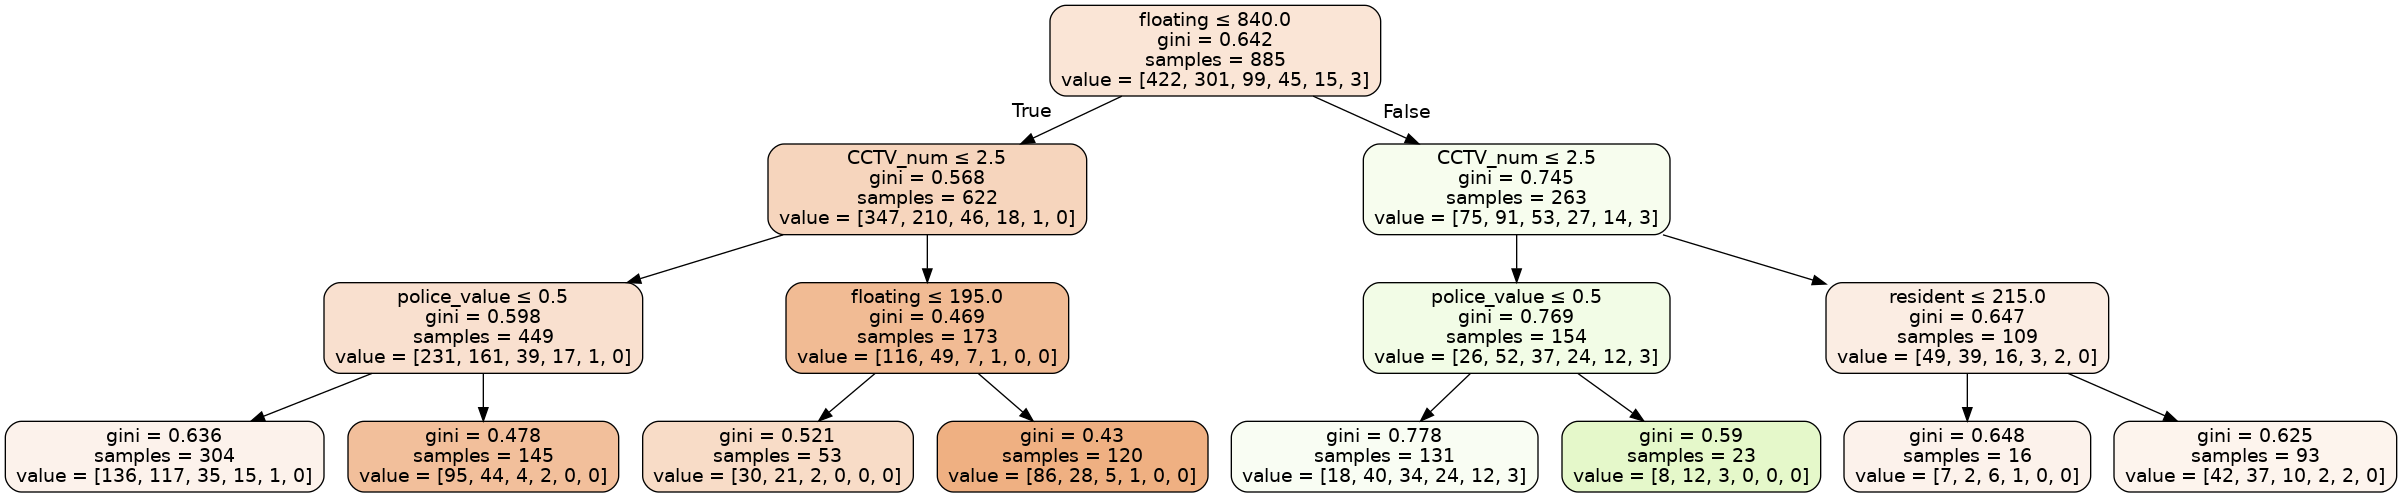 floating ≤ 840.0
gini = 0.642
samples = 885
value = [422, 301, 99, 45, 15, 3]
True
False
CCTV_num ≤ 2.5
gini = 0.568
samples = 622
value = [347, 210, 46, 18, 1, 0]
CCTV_num ≤ 2.5
gini = 0.745
samples = 263
value = [75, 91, 53, 27, 14, 3]
police_value ≤ 0.5
gini = 0.598
samples = 449
value = [231, 161, 39, 17, 1, 0]
floating ≤ 195.0
gini = 0.469
samples = 173
value = [116, 49, 7, 1, 0, 0]
police_value ≤ 0.5
gini = 0.769
samples = 154
value = [26, 52, 37, 24, 12, 3]
resident ≤ 215.0
gini = 0.647
samples = 109
value = [49, 39, 16, 3, 2, 0]
gini = 0.636
samples = 304
value = [136, 117, 35, 15, 1, 0]
gini = 0.478
samples = 145
value = [95, 44, 4, 2, 0, 0]
gini = 0.521
samples = 53
value = [30, 21, 2, 0, 0, 0]
gini = 0.43
samples = 120
value = [86, 28, 5, 1, 0, 0]
gini = 0.778
samples = 131
value = [18, 40, 34, 24, 12, 3]
gini = 0.59
samples = 23
value = [8, 12, 3, 0, 0, 0]
gini = 0.648
samples = 16
value = [7, 2, 6, 1, 0, 0]
gini = 0.625
samples = 93
value = [42, 37, 10, 2, 2, 0]